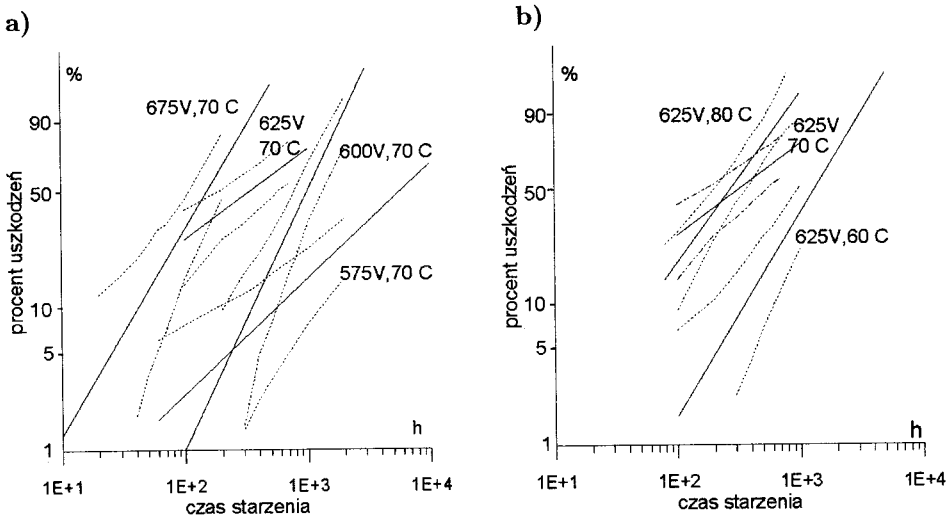 a)
%
675V,70 C
90
625V
70 C
600V,70 C
50
575V,70 C
10
5
1
h
procent uszkodzeń
1E+1 1E+2 1E+3 1E+4
czas starzenia
b)
%
90
625V,80 C
625V
70 C
50
625V,60 C
10
5
1
h
procent uszkodzeń
1E+1 1E+2 1E+3 1E+4
czas starzenia